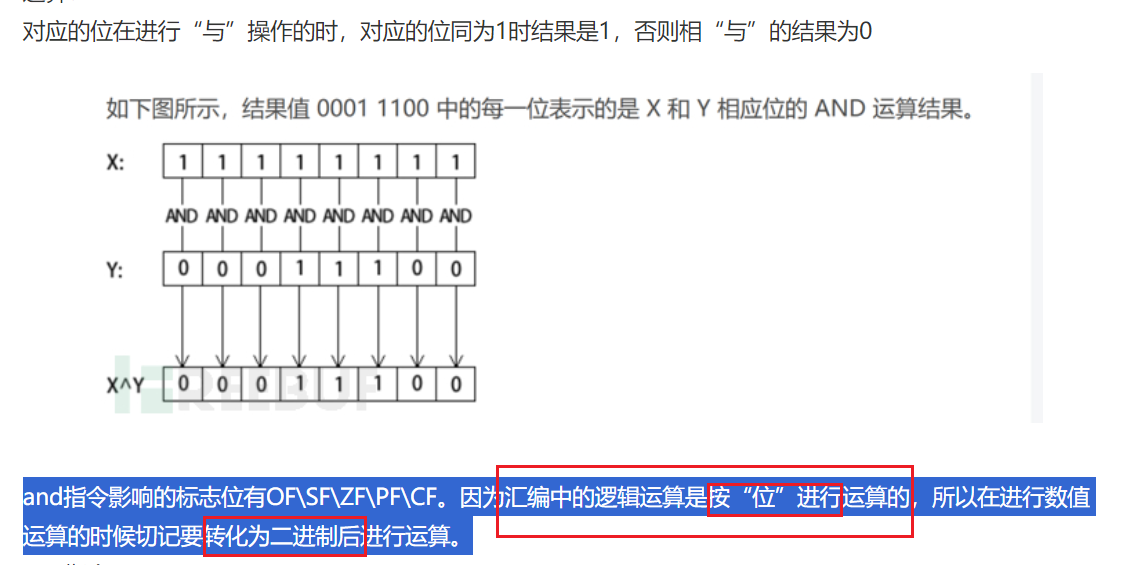 对应的位在进行“与”操作的时，对应的位同为1时结果是1，否则相“与”的结果为0
如下图所示，结果值 0001 1100 中的每一位表示的是 X 和 Y 相应位的 AND 运算结果。
X: 1 1 1 1 1 1 1 1
AND AND AND AND AND AND AND AND
Y: 0 0 0 1 1 1 0 0
X^Y 0 0 0 1 1 1 0 0
REEBUF
and指令影响的标志位有OF\SF\ZF\PF\CF。因为汇编中的逻辑运算是按“位”进行运算的，所以在进行数值
运算的时候切记要转化为二进制后进行运算。